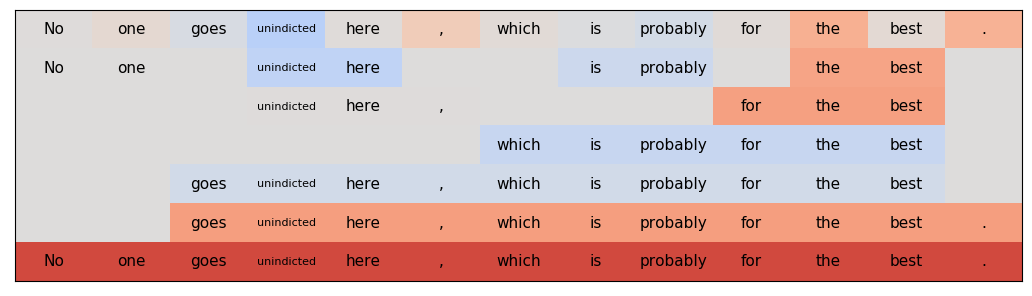 No one goes unindicted here , which is probably for the best .
No one unindicted here is probably the best
unindicted here , for the best
which is probably for the best
goes unindicted here , which is probably for the best
goes unindicted here , which is probably for the best .
No one goes unindicted here , which is probably for the best .